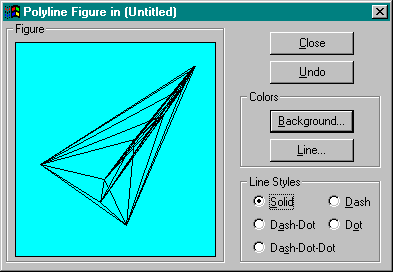 Polyline Figure in (Untitled)
Figure
Close
Undo
Colors
Background...
Line...
Line Styles
Solid
Dash
Dash-Dot
Dot
Dash-Dot-Dot